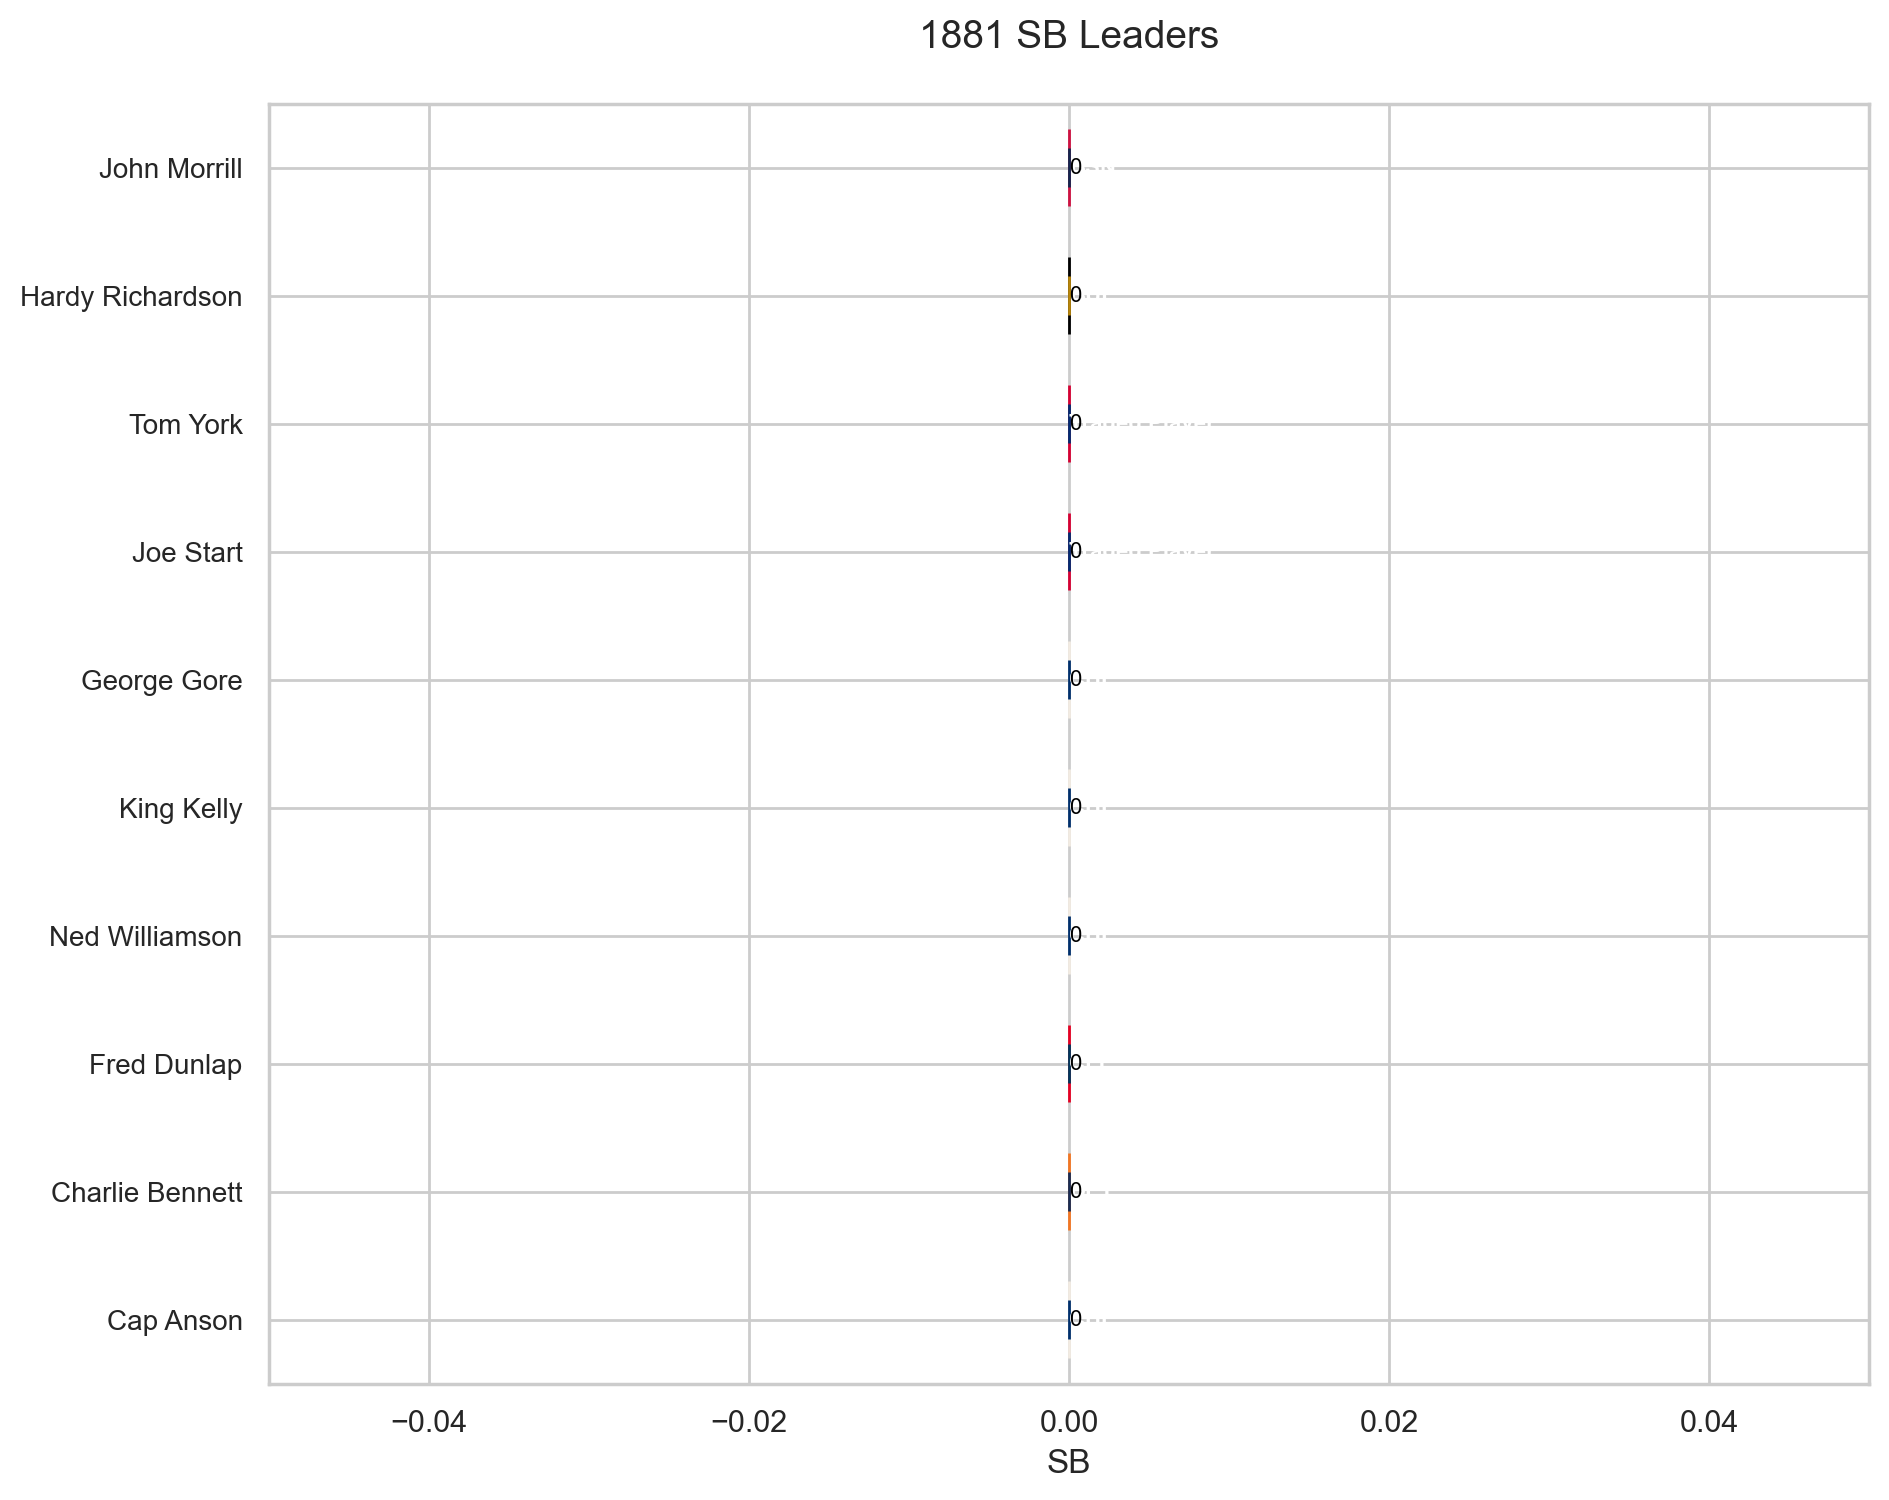 1881 SB Leaders
John Morrill 0
Hardy Richardson 0
Tom York 0
Joe Start 0
George Gore 0
King Kelly 0
Ned Williamson 0
Fred Dunlap 0
Charlie Bennett 0
Cap Anson 0
−0.04 −0.02 0.00 0.02 0.04
SB